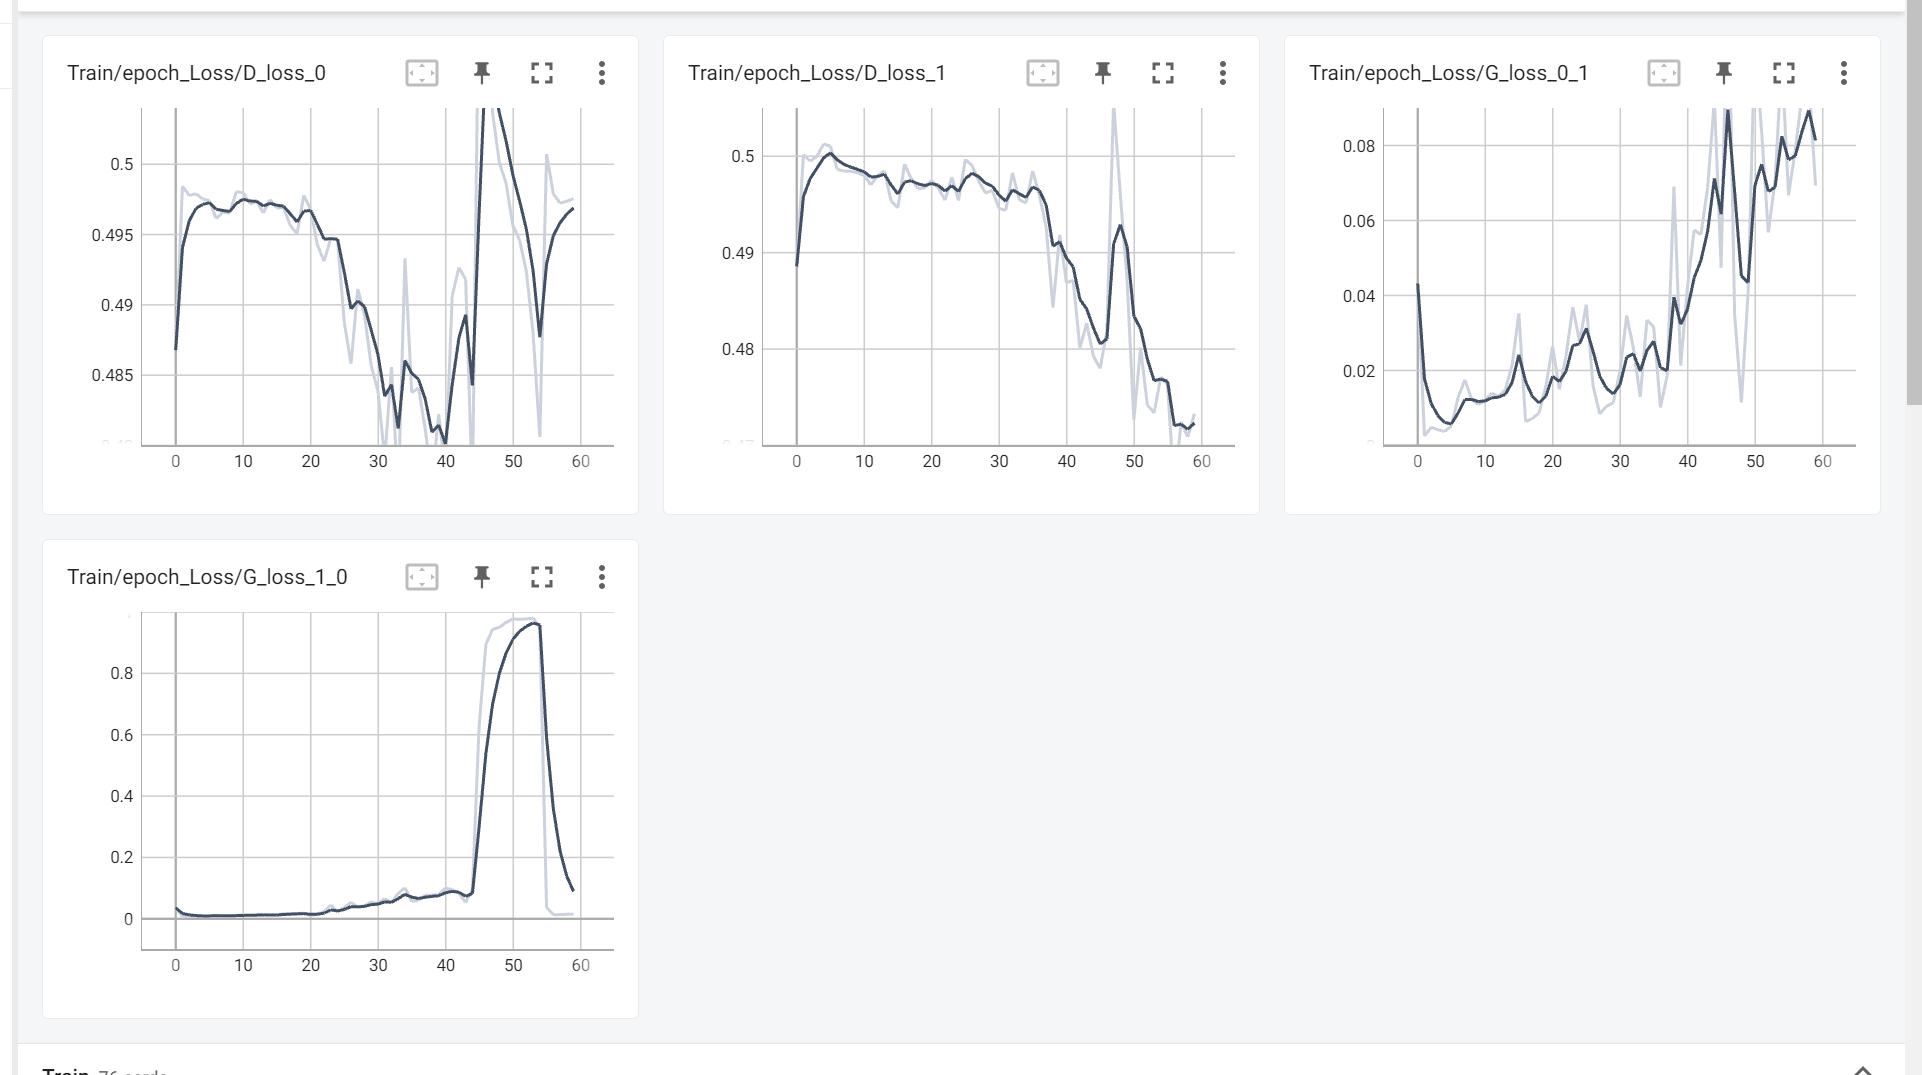 Train/epoch_Loss/D_loss_0
0.5
0.495
0.49
0.485
0 10 20 30 40 50 60
Train/epoch_Loss/D_loss_1
0.5
0.49
0.48
0 10 20 30 40 50 60
Train/epoch_Loss/G_loss_0_1
0.08
0.06
0.04
0.02
0 10 20 30 40 50 60
Train/epoch_Loss/G_loss_1_0
0.8
0.6
0.4
0.2
0
0 10 20 30 40 50 60
Train 76 cards